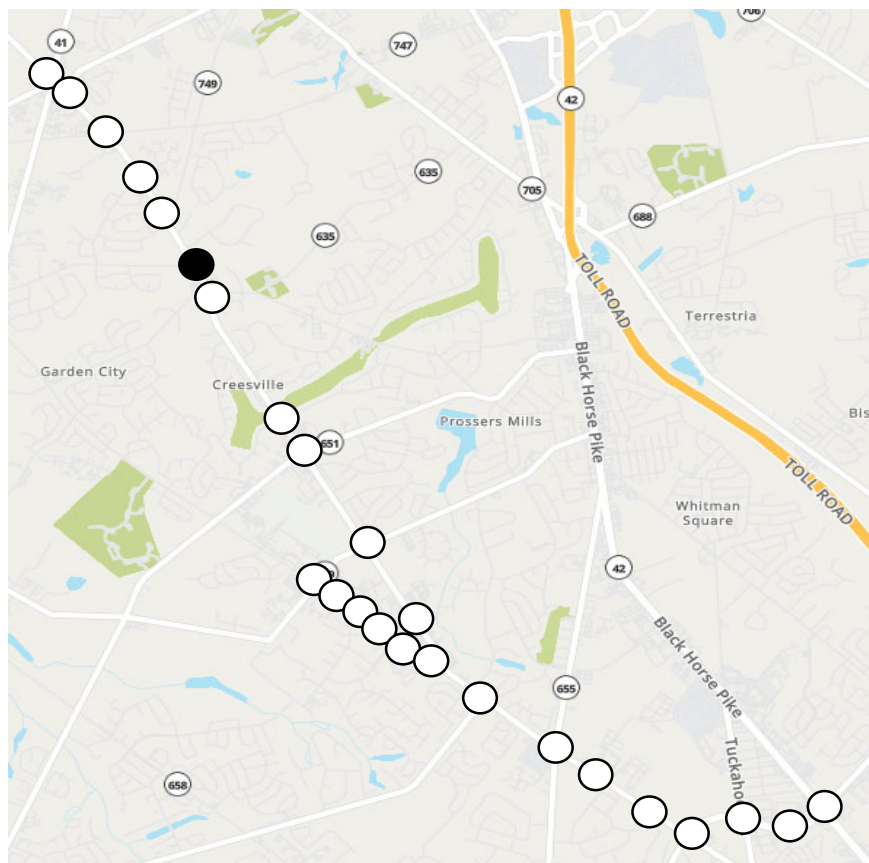 706
41
747
749
42
635
705
688
635
TOLL ROAD
Terrestria
Black Horse Pike
Garden City
Creesville
Prossers Mills
651
Bis
TOLL ROAD
Whitman
Square
42
Black Horse Pike
655
Tuckaho
658